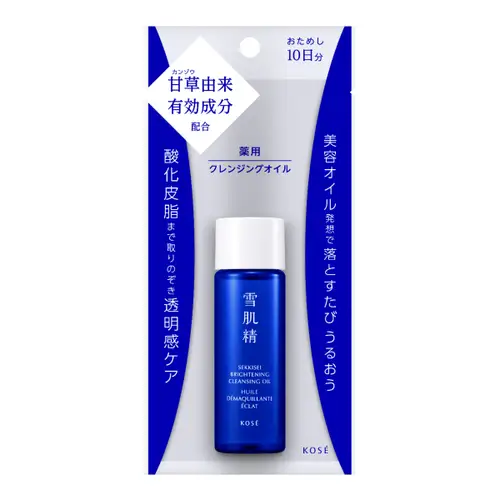 おためし
10日分
カンゾウ
甘草由来
有効成分
配合
薬用
クレンジングオイル
美容オイル発想で落とすたびうるおう
酸化皮脂まで取りのぞき透明感ケア
雪肌精
SEKKISEI
BRIGHTENING
CLEANSING OIL
HUILE
DÉMAQUILLANTE
ÉCLAT
KOSÉ
KOSÉ